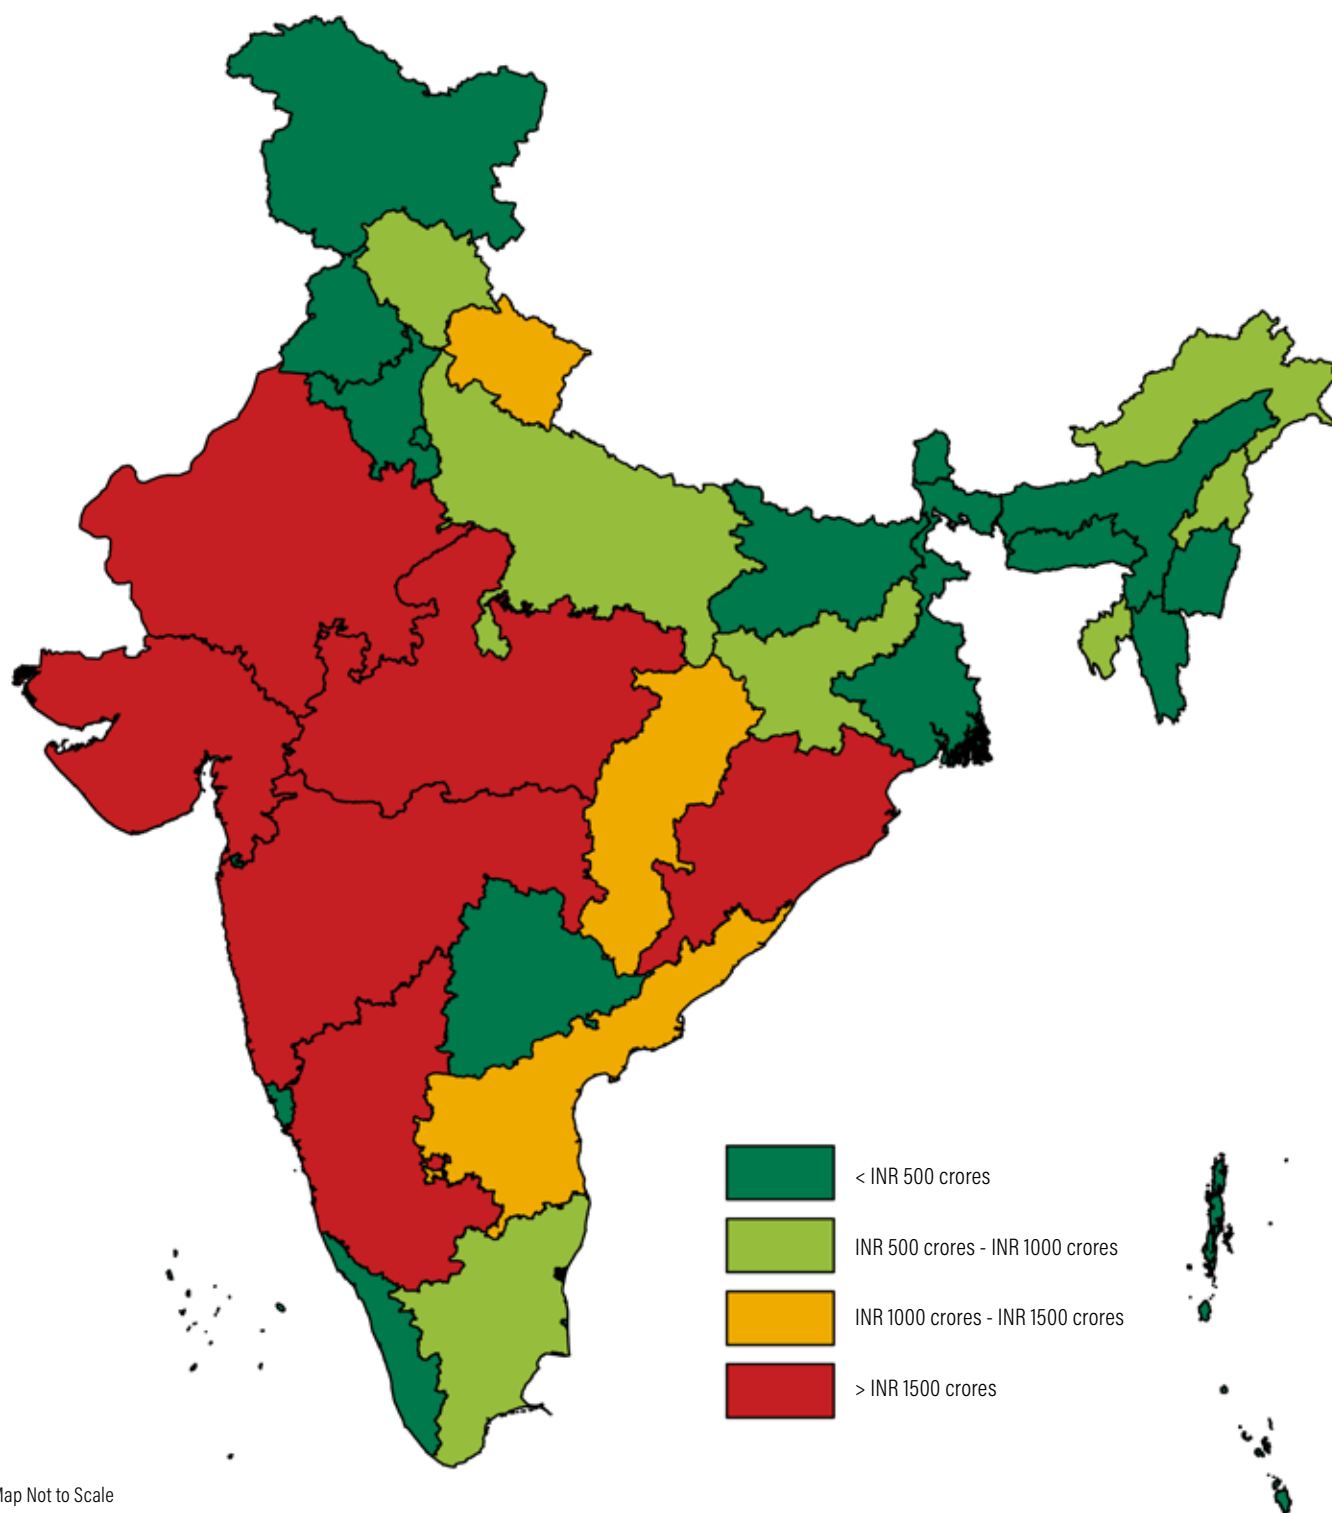 < INR 500 crores
INR 500 crores - INR 1000 crores
INR 1000 crores - INR 1500 crores
> INR 1500 crores
Map Not to Scale